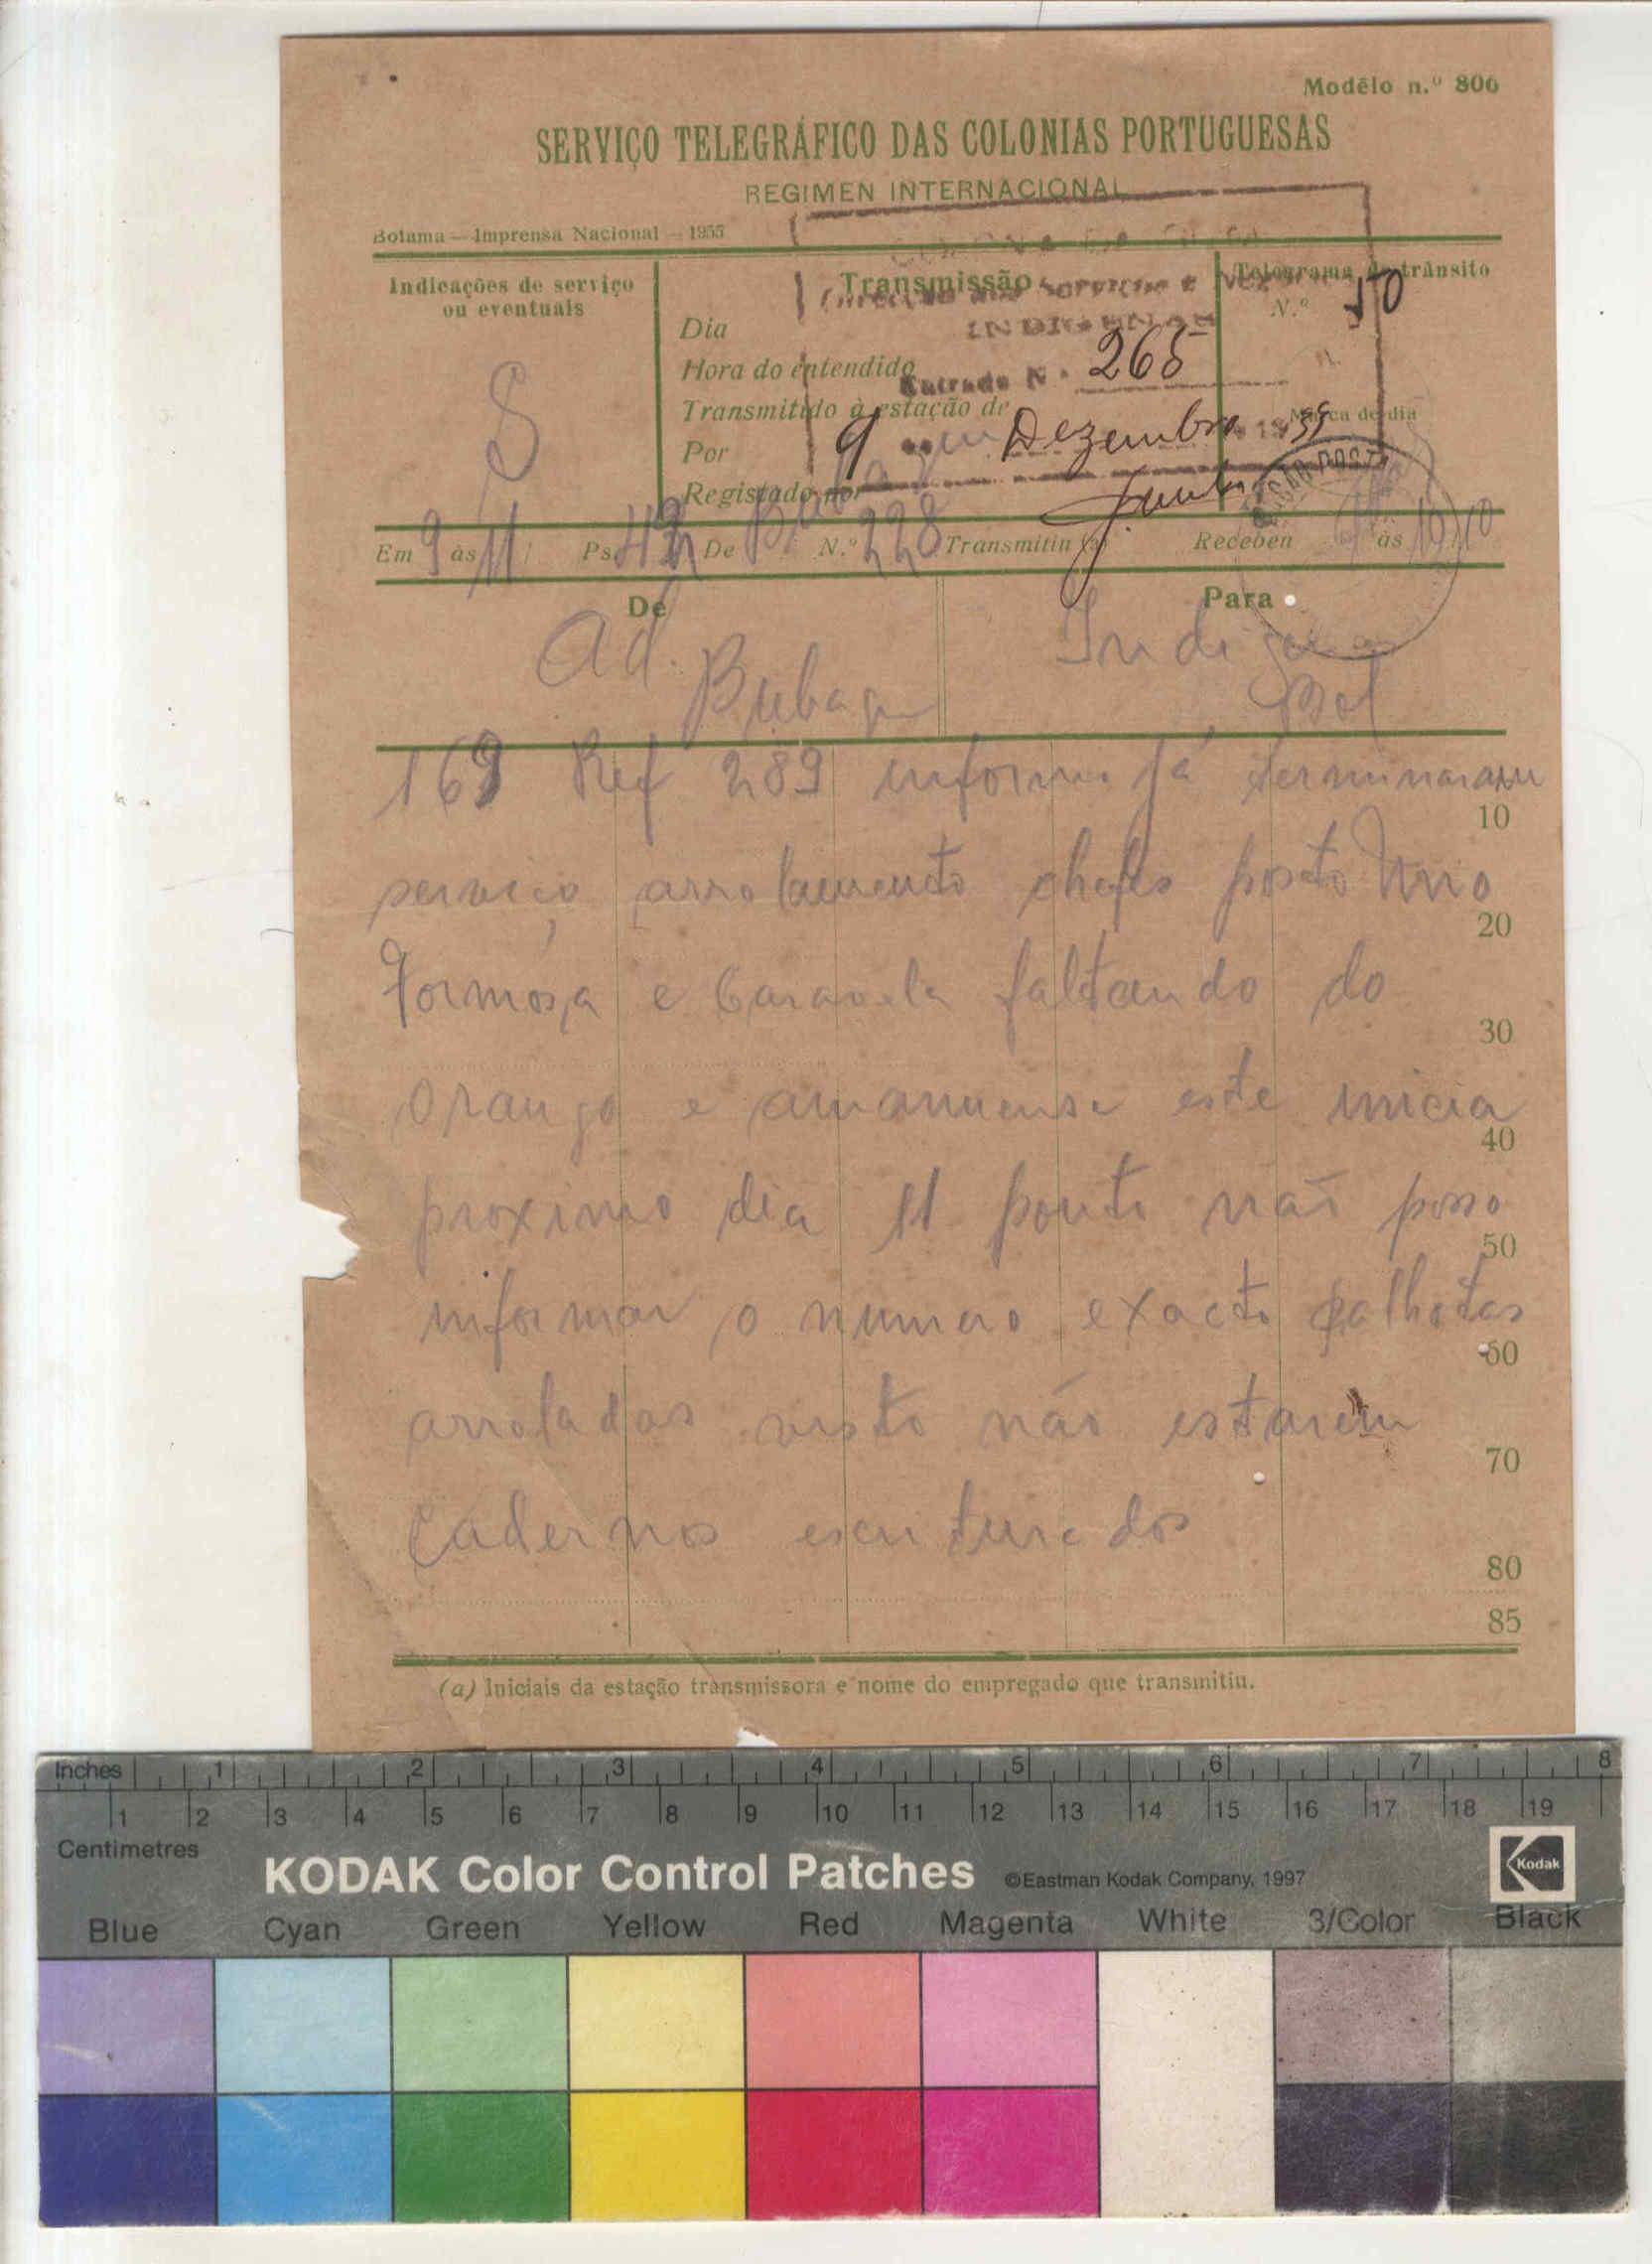 Modêlo n.º 806
SERVIÇO TELEGRÁFICO DAS COLONIAS PORTUGUESAS
REGIMEN INTERNACIONAL
Bolama — Imprensa Nacional — 1935
Indicações de serviço
ou eventuais
S
Transmissão
Dia
Hora do entendido
Transmitido à estação de
Por
Registado por
INDIGENAS
Entrada N.º 265
9 Dezembro 1935
Telegrama de trânsito
N.º 50
Marca de dia
Em 9 às 11 Ps. 42 De Bubaque N.º 228 Transmitiu (a) Recebeu às 10/10
De
Ad.
Bubaque
Para
Indigena
Bol
169 Ref 289 informo já terminaram
10
serviço arrolamento chefes posto Uno
20
Formósa e Caravela faltando do
30
Orango e amanuense este inicia
40
proximo dia 11 ponto não posso
50
informar o numero exacto palhotas
60
arroladas visto não estarem
70
cadernos escriturados
80
85
(a) Iniciais da estação transmissora e nome do empregado que transmitiu.
Inches 1 2 3 4 5 6 7 8
1 2 3 4 5 6 7 8 9 10 11 12 13 14 15 16 17 18 19
Centimetres
KODAK Color Control Patches ©Eastman Kodak Company, 1997 Kodak
Blue Cyan Green Yellow Red Magenta White 3/Color Black